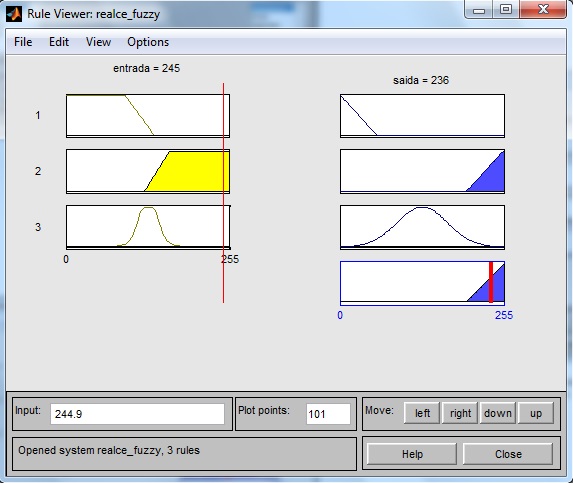 Rule Viewer: realce_fuzzy
File Edit View Options
entrada = 245
saida = 236
1
2
3
0 255
0 255
Input: 244.9
Plot points: 101
Move: left right down up
Opened system realce_fuzzy, 3 rules
Help Close